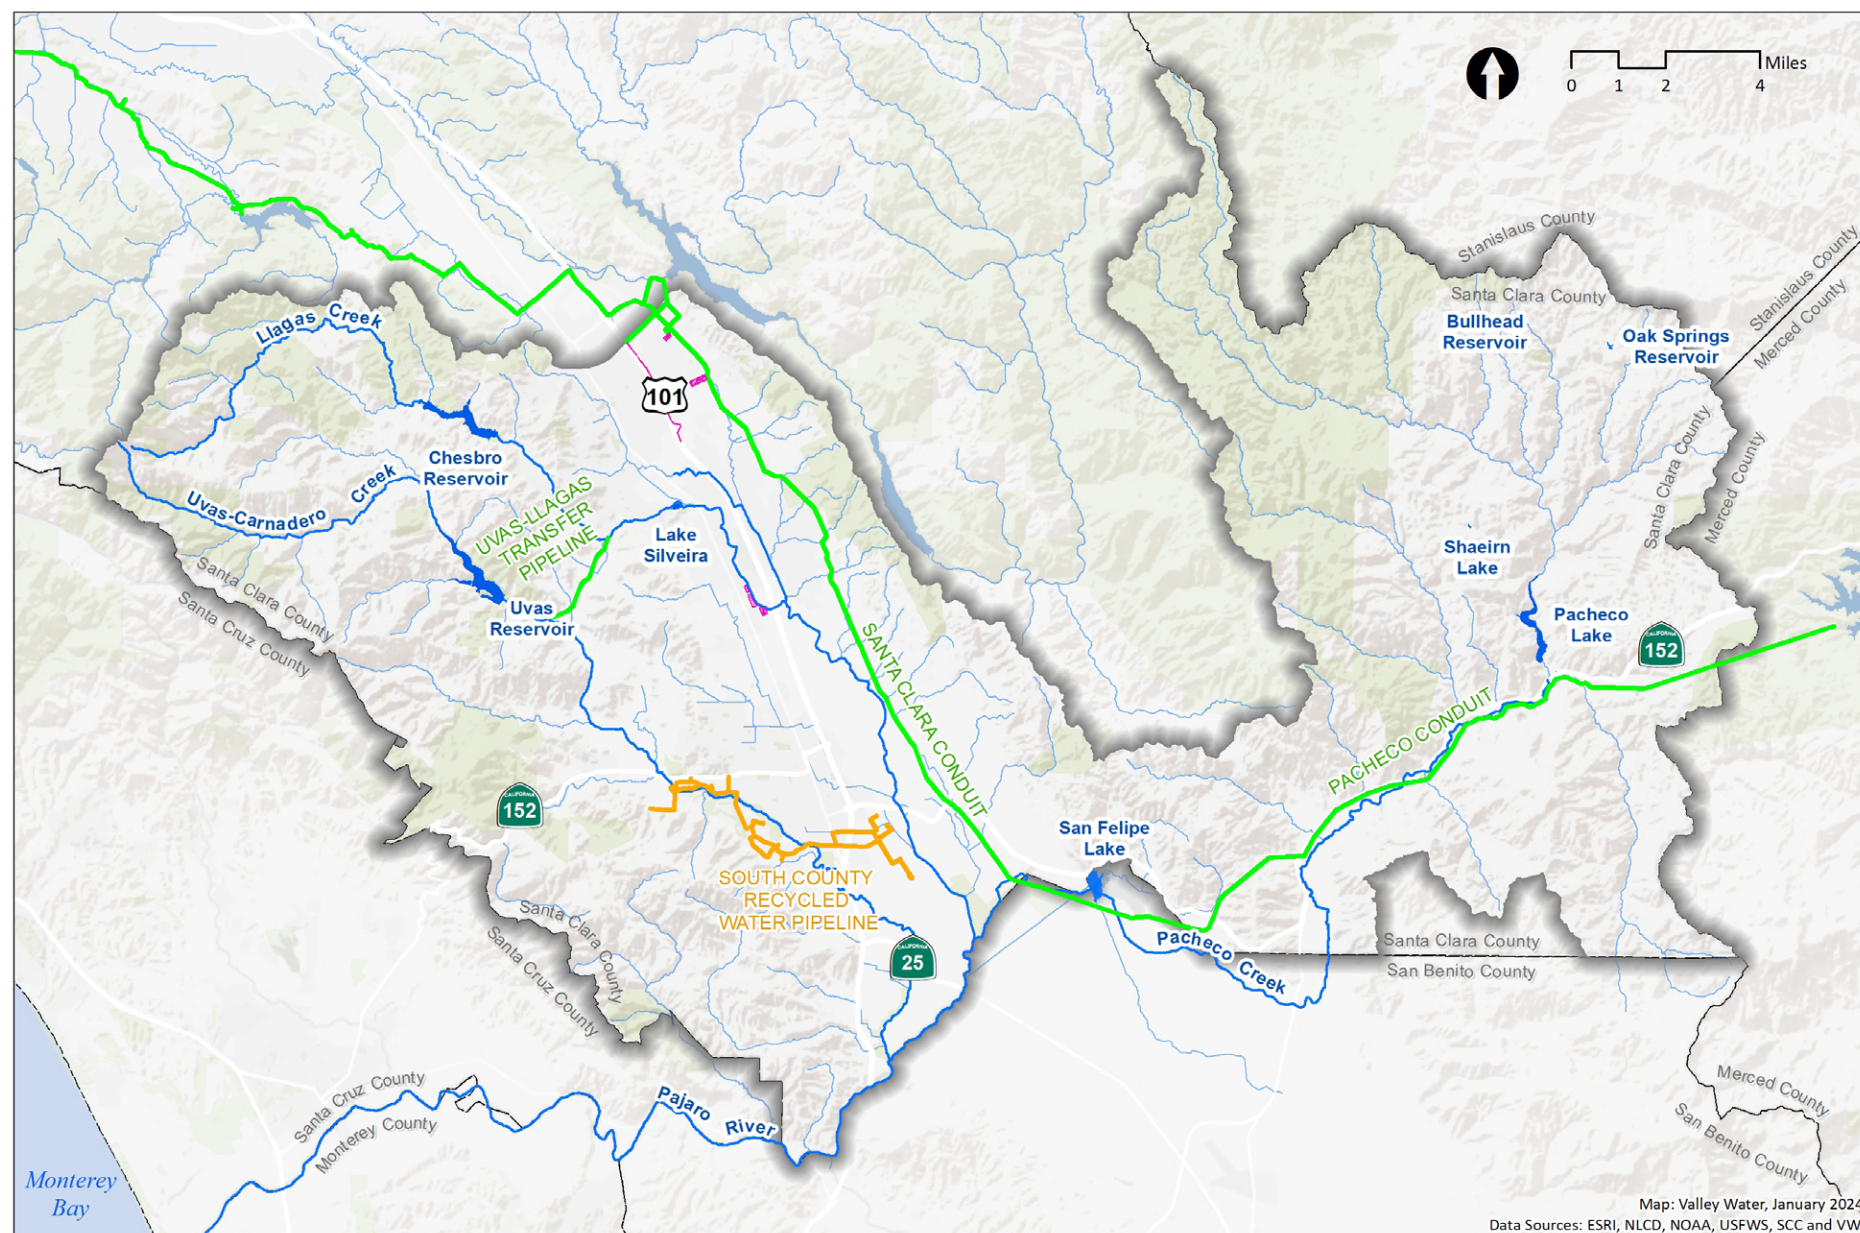 Miles
0 1 2 4
Stanislaus County
Santa Clara County
Stanislaus County
Merced County
Bullhead
Reservoir
Oak Springs
Reservoir
Llagas Creek
101
Chesbro
Reservoir
Uvas-Carnadero Creek
UVAS-LLAGAS
TRANSFER
PIPELINE
Lake
Silveira
Santa Clara County
Merced County
Shaeirn
Lake
Santa Clara County
Santa Cruz County
Uvas
Reservoir
Pacheco
Lake
CALIFORNIA
152
SANTA CLARA CONDUIT
PACHECO CONDUIT
CALIFORNIA
152
San Felipe
Lake
SOUTH COUNTY
RECYCLED
WATER PIPELINE
Santa Clara County
Santa Cruz County
CALIFORNIA
25
Pacheco Creek
Santa Clara County
San Benito County
Santa Cruz County
Monterey County
Pajaro River
Merced County
San Benito County
Monterey
Bay
Map: Valley Water, January 2024
Data Sources: ESRI, NLCD, NOAA, USFWS, SCC and VW